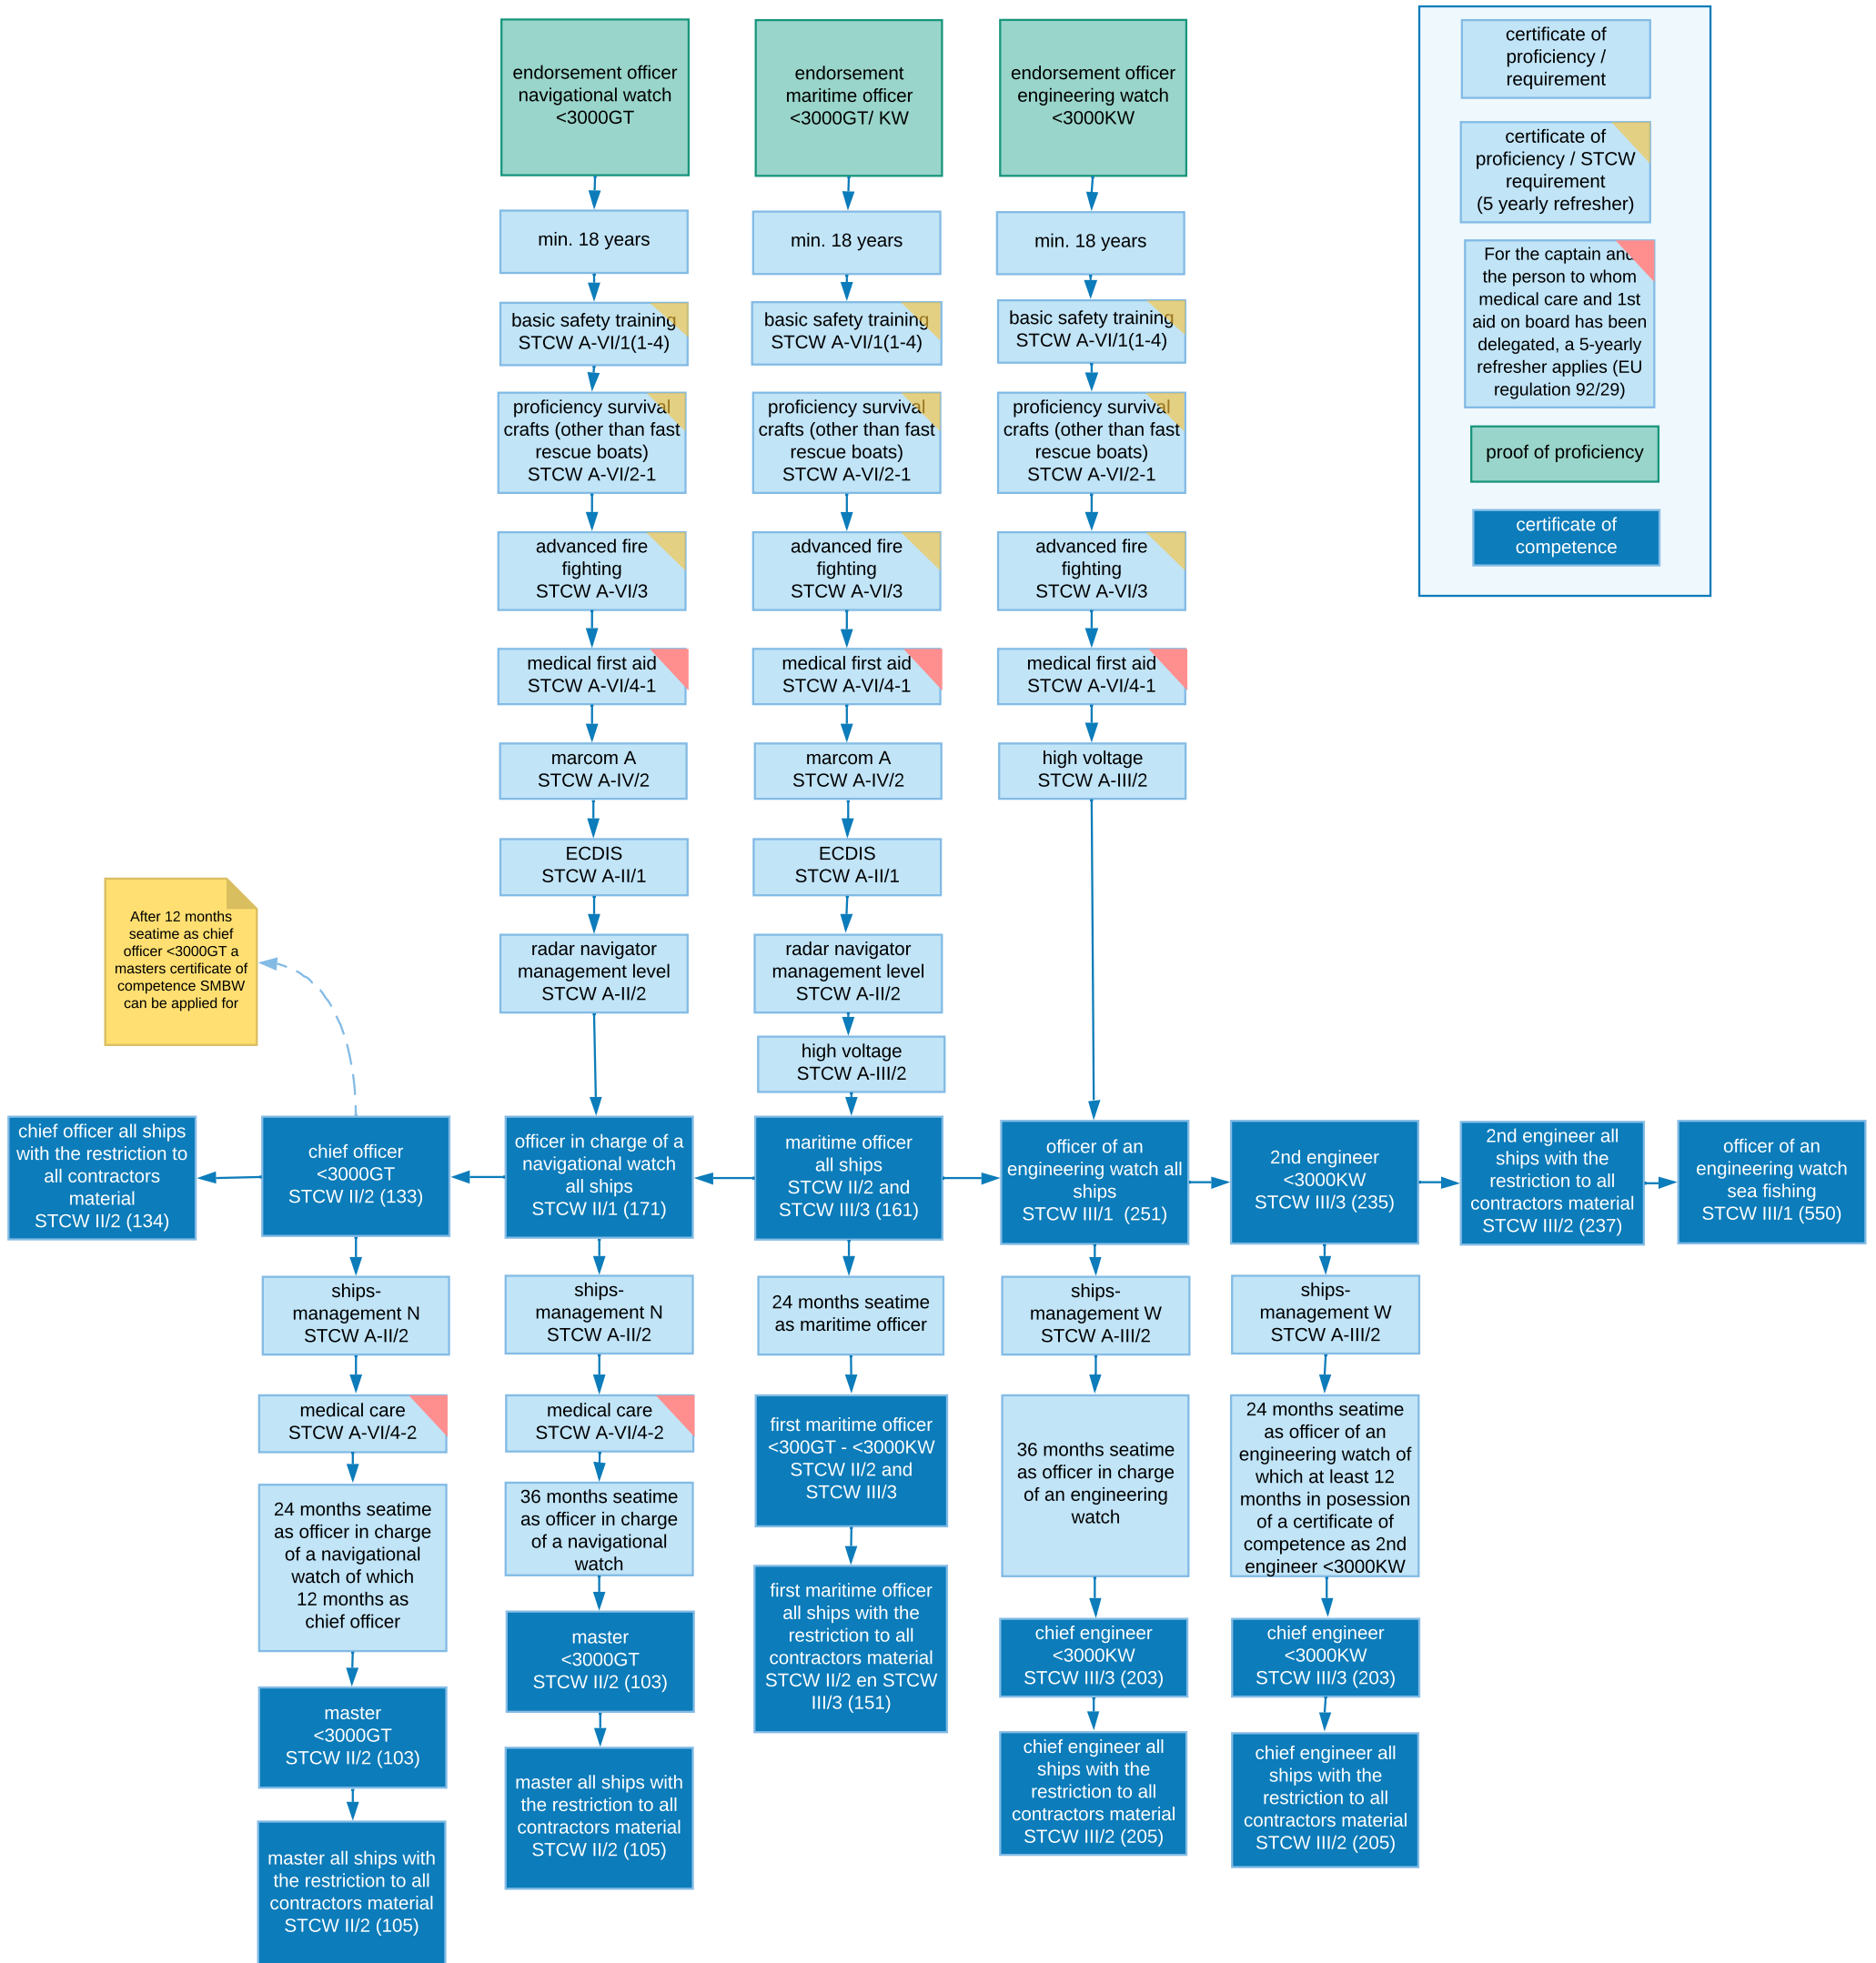 endorsement officer
navigational watch
<3000GT
endorsement
maritime officer
<3000GT/ KW
endorsement officer
engineering watch
<3000KW
certificate of
proficiency /
requirement
certificate of
proficiency / STCW
requirement
(5 yearly refresher)
For the captain and
the person to whom
medical care and 1st
aid on board has been
delegated, a 5-yearly
refresher applies (EU
regulation 92/29)
proof of proficiency
certificate of
competence
min. 18 years
min. 18 years
min. 18 years
basic safety training
STCW A-VI/1(1-4)
basic safety training
STCW A-VI/1(1-4)
basic safety training
STCW A-VI/1(1-4)
proficiency survival
crafts (other than fast
rescue boats)
STCW A-VI/2-1
proficiency survival
crafts (other than fast
rescue boats)
STCW A-VI/2-1
proficiency survival
crafts (other than fast
rescue boats)
STCW A-VI/2-1
advanced fire
fighting
STCW A-VI/3
advanced fire
fighting
STCW A-VI/3
advanced fire
fighting
STCW A-VI/3
medical first aid
STCW A-VI/4-1
medical first aid
STCW A-VI/4-1
medical first aid
STCW A-VI/4-1
marcom A
STCW A-IV/2
marcom A
STCW A-IV/2
high voltage
STCW A-III/2
ECDIS
STCW A-II/1
ECDIS
STCW A-II/1
After 12 months
seatime as chief
officer <3000GT a
masters certificate of
competence SMBW
can be applied for
radar navigator
management level
STCW A-II/2
radar navigator
management level
STCW A-II/2
high voltage
STCW A-III/2
chief officer all ships
with the restriction to
all contractors
material
STCW II/2 (134)
chief officer
<3000GT
STCW II/2 (133)
officer in charge of a
navigational watch
all ships
STCW II/1 (171)
maritime officer
all ships
STCW II/2 and
STCW III/3 (161)
officer of an
engineering watch all
ships
STCW III/1  (251)
2nd engineer
<3000KW
STCW III/3 (235)
2nd engineer all
ships with the
restriction to all
contractors material
STCW III/2 (237)
officer of an
engineering watch
sea fishing
STCW III/1 (550)
ships-
management N
STCW A-II/2
ships-
management N
STCW A-II/2
24 months seatime
as maritime officer
ships-
management W
STCW A-III/2
ships-
management W
STCW A-III/2
medical care
STCW A-VI/4-2
medical care
STCW A-VI/4-2
first maritime officer
<300GT - <3000KW
STCW II/2 and
STCW III/3
36 months seatime
as officer in charge
of an engineering
watch
24 months seatime
as officer of an
engineering watch of
which at least 12
months in posession
of a certificate of
competence as 2nd
engineer <3000KW
24 months seatime
as officer in charge
of a navigational
watch of which
12 months as
chief officer
36 months seatime
as officer in charge
of a navigational
watch
first maritime officer
all ships with the
restriction to all
contractors material
STCW II/2 en STCW
III/3 (151)
master
<3000GT
STCW II/2 (103)
master
<3000GT
STCW II/2 (103)
chief engineer
<3000KW
STCW III/3 (203)
chief engineer
<3000KW
STCW III/3 (203)
master all ships with
the restriction to all
contractors material
STCW II/2 (105)
master all ships with
the restriction to all
contractors material
STCW II/2 (105)
chief engineer all
ships with the
restriction to all
contractors material
STCW III/2 (205)
chief engineer all
ships with the
restriction to all
contractors material
STCW III/2 (205)